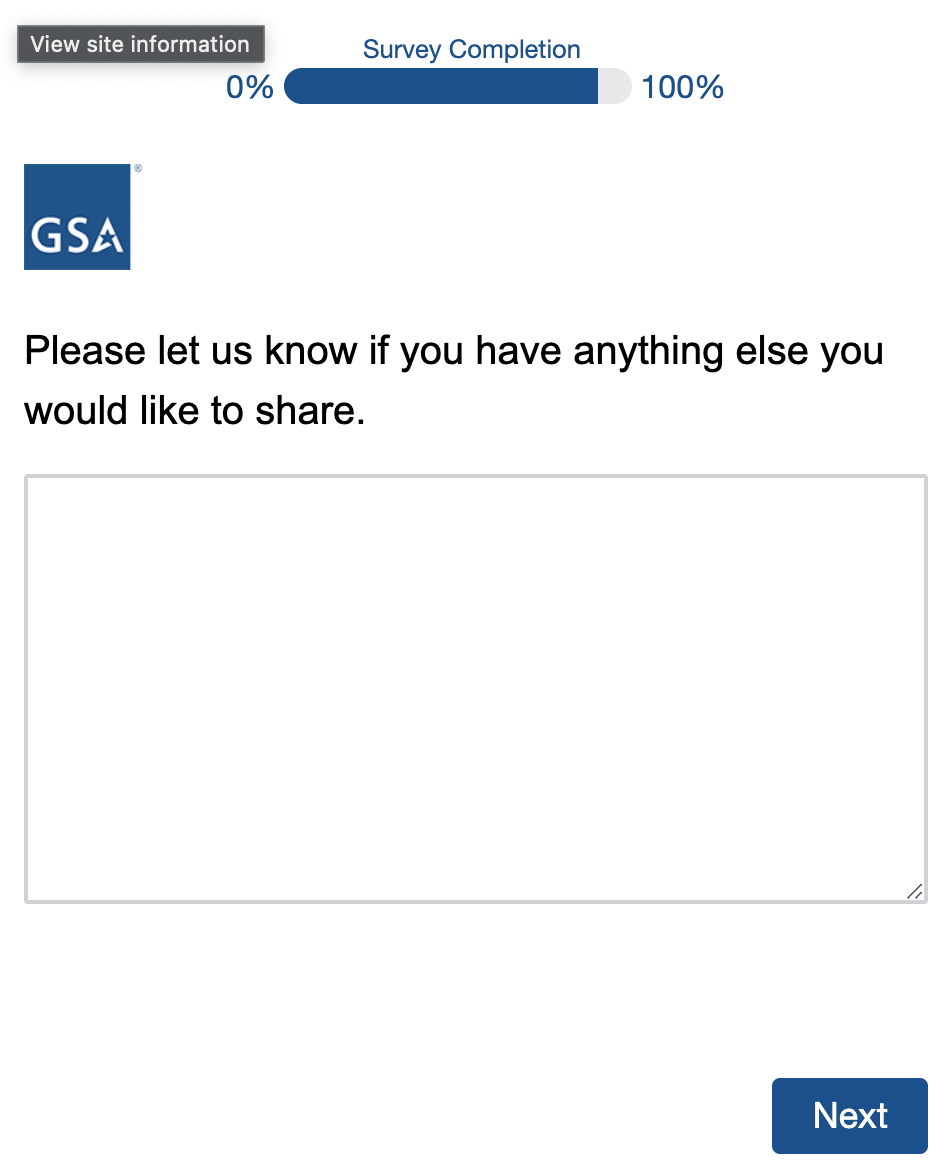 View site information
Survey Completion
0% 100%
GSA
®
Please let us know if you have anything else you
would like to share.
Next